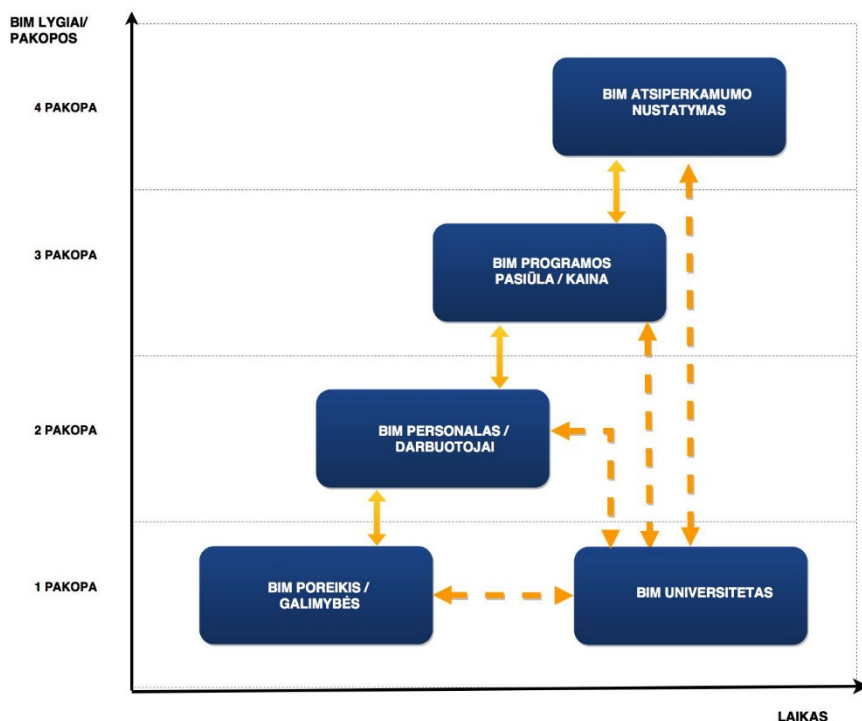 BIM LYGIAI/
PAKOPOS
4 PAKOPA
BIM ATSIPERKAMUMO
NUSTATYMAS
3 PAKOPA
BIM PROGRAMOS
PASIŪLA / KAINA
2 PAKOPA
BIM PERSONALAS /
DARBUOTOJAI
1 PAKOPA
BIM POREIKIS /
GALIMYBĖS
BIM UNIVERSITETAS
LAIKAS